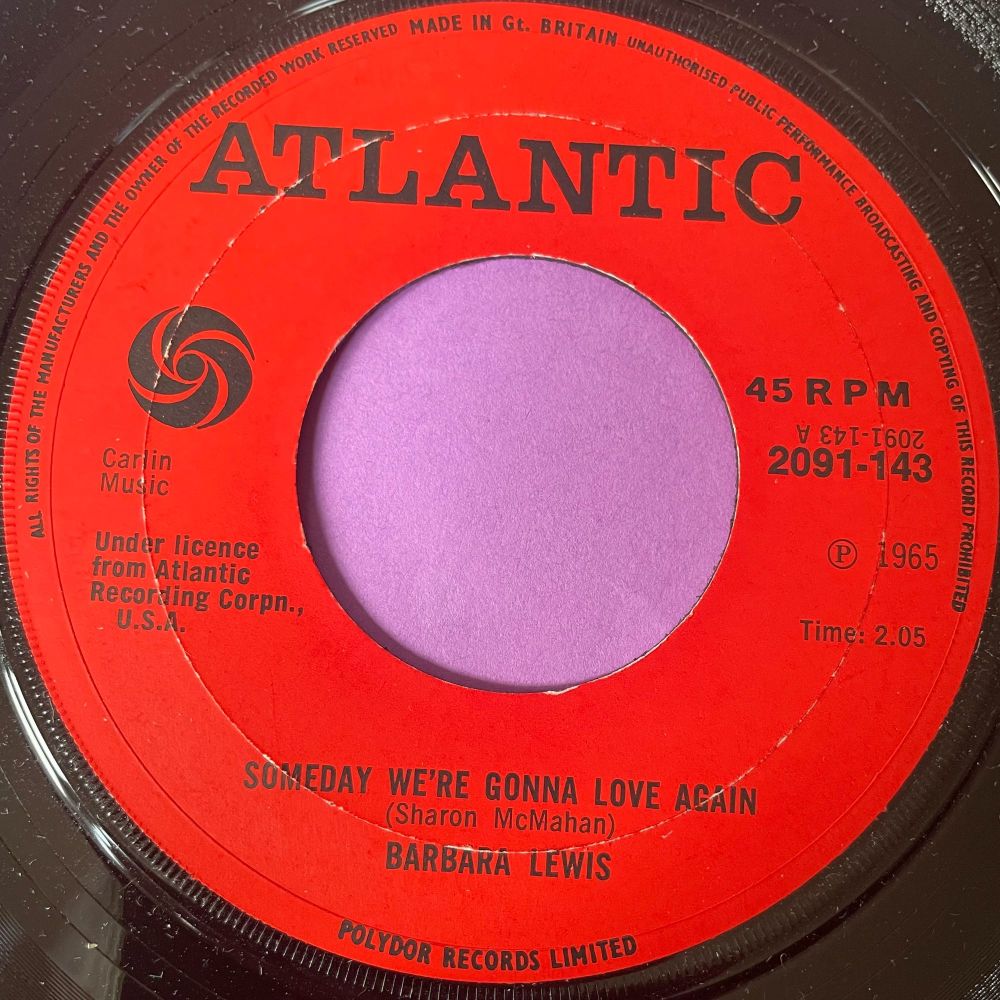 ALL RIGHTS OF THE MANUFACTURERS AND THE OWNER OF THE RECORDED WORK RESERVED MADE IN Gt. BRITAIN UNAUTHORISED PUBLIC PERFORMANCE BROADCASTING AND COPYING OF THIS RECORD PROHIBITED
ATLANTIC
45 R P M
2091-143 A
2091-143
Carlin
Music
Under licence
from Atlantic
Recording Corpn.,
U.S.A.
Ⓟ 1965
Time: 2.05
SOMEDAY WE'RE GONNA LOVE AGAIN
(Sharon McMahan)
BARBARA LEWIS
POLYDOR RECORDS LIMITED